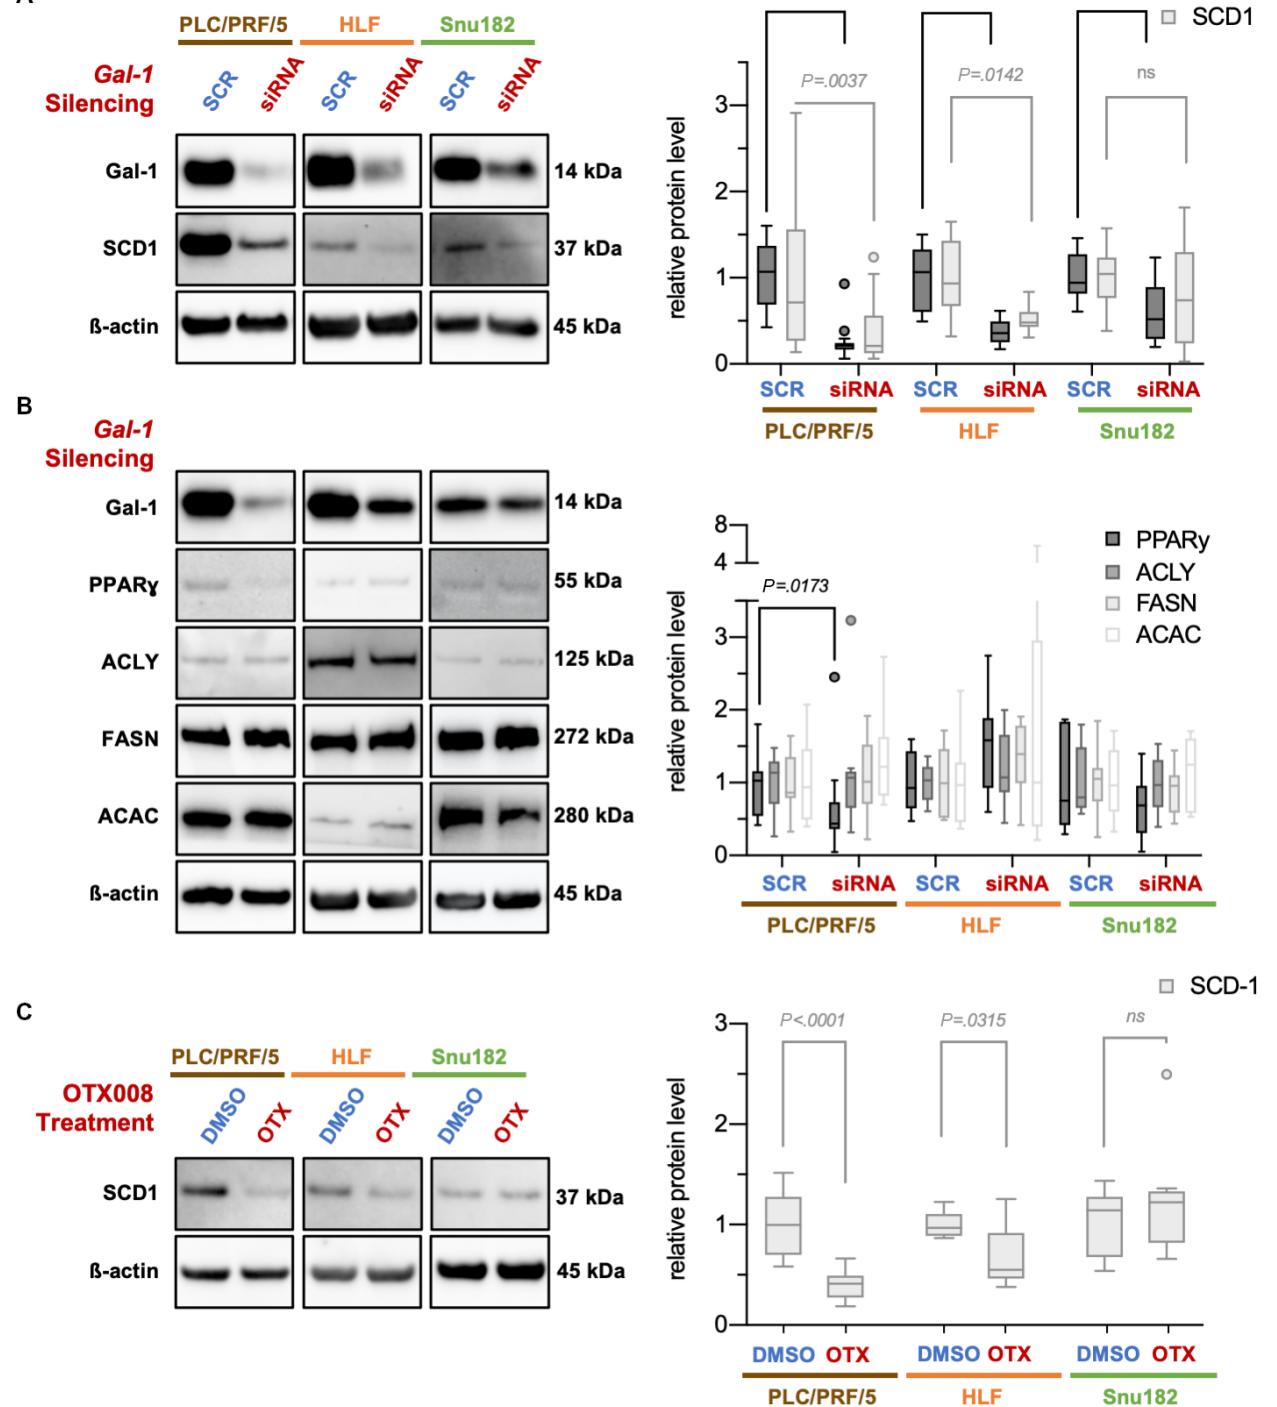 PLC/PRF/5 HLF Snu182
Gal-1
Silencing
SCR siRNA SCR siRNA SCR siRNA
Gal-1 14 kDa
SCD1 37 kDa
ß-actin 45 kDa
SCD1
P=.0037 P=.0142 ns
relative protein level
3
2
1
0
SCR siRNA SCR siRNA SCR siRNA
PLC/PRF/5 HLF Snu182
B
Gal-1
Silencing
Gal-1 14 kDa
PPARɣ 55 kDa
ACLY 125 kDa
FASN 272 kDa
ACAC 280 kDa
ß-actin 45 kDa
8
4
3
2
1
0
relative protein level
P=.0173
PPARy
ACLY
FASN
ACAC
SCR siRNA SCR siRNA SCR siRNA
PLC/PRF/5 HLF Snu182
C
PLC/PRF/5 HLF Snu182
OTX008
Treatment
DMSO OTX DMSO OTX DMSO OTX
SCD1 37 kDa
ß-actin 45 kDa
SCD-1
P<.0001 P=.0315 ns
relative protein level
3
2
1
0
DMSO OTX DMSO OTX DMSO OTX
PLC/PRF/5 HLF Snu182